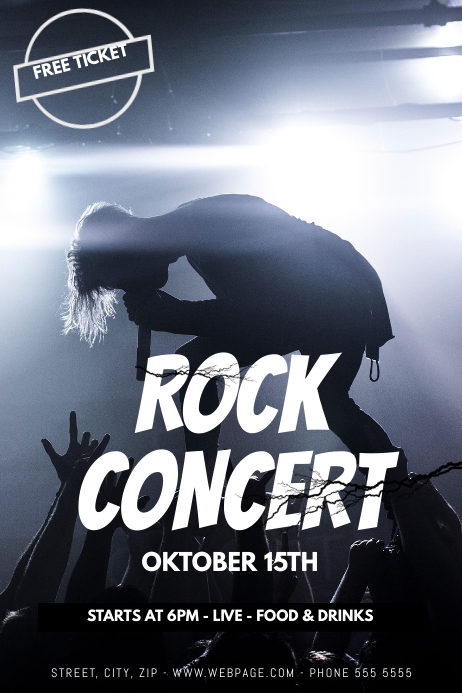 FREE TICKET
ROCK
CONCERT
OKTOBER 15TH
STARTS AT 6PM - LIVE - FOOD & DRINKS
STREET, CITY, ZIP - WWW.WEBPAGE.COM - PHONE 555 5555